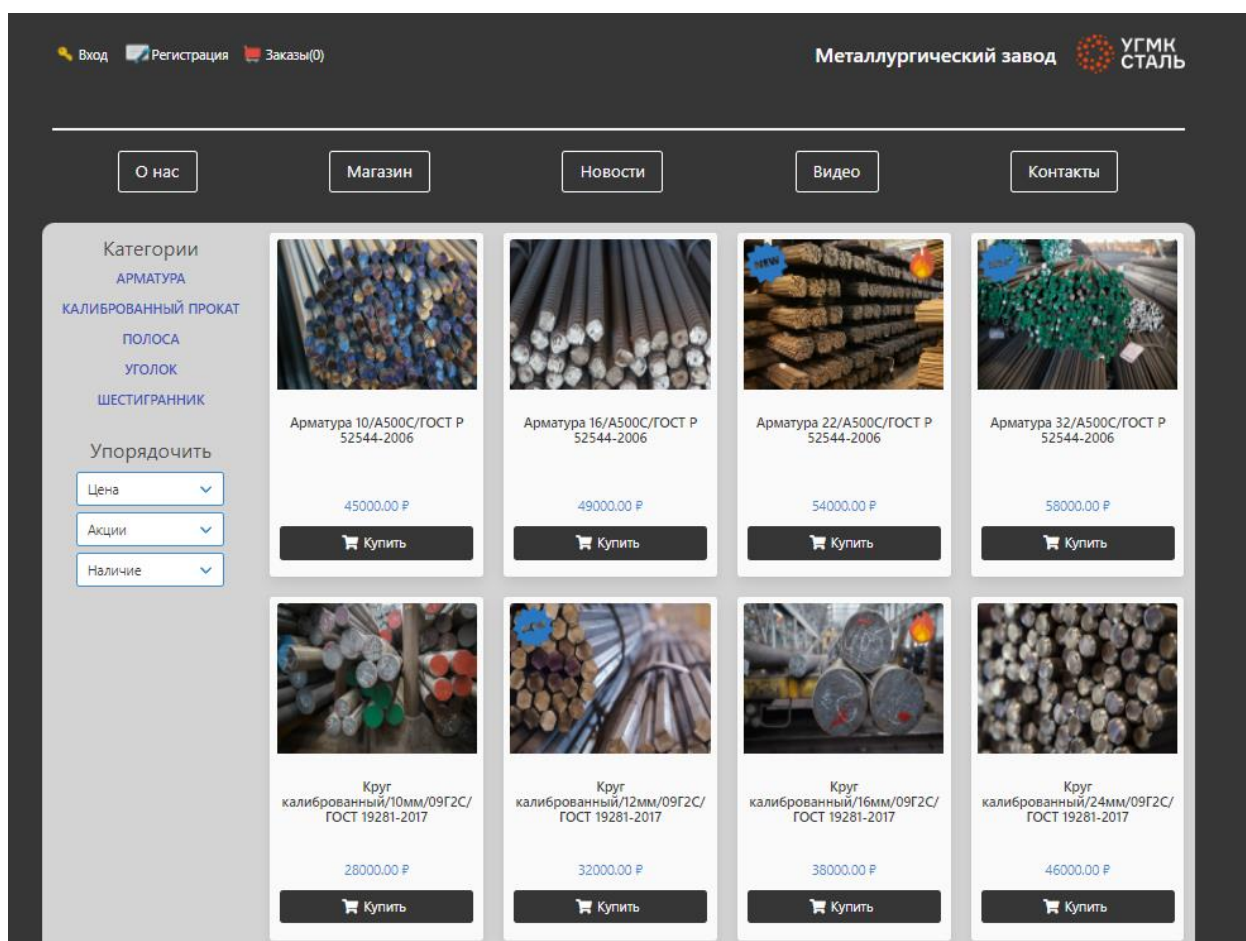 Вход Регистрация Заказы(0)
Металлургический завод
УГМК
СТАЛЬ
О нас
Магазин
Новости
Видео
Контакты
Категории
АРМАТУРА
КАЛИБРОВАННЫЙ ПРОКАТ
ПОЛОСА
УГОЛОК
ШЕСТИГРАННИК
Упорядочить
Цена
Акции
Наличие
Арматура 10/А500С/ГОСТ Р
52544-2006
45000.00 ₽
Купить
Арматура 16/А500С/ГОСТ Р
52544-2006
49000.00 ₽
Купить
NEW
Арматура 22/А500С/ГОСТ Р
52544-2006
54000.00 ₽
Купить
NEW
Арматура 32/А500С/ГОСТ Р
52544-2006
58000.00 ₽
Купить
Круг
калиброванный/10мм/09Г2С/
ГОСТ 19281-2017
28000.00 ₽
Купить
Круг
калиброванный/12мм/09Г2С/
ГОСТ 19281-2017
32000.00 ₽
Купить
Круг
калиброванный/16мм/09Г2С/
ГОСТ 19281-2017
38000.00 ₽
Купить
Круг
калиброванный/24мм/09Г2С/
ГОСТ 19281-2017
46000.00 ₽
Купить